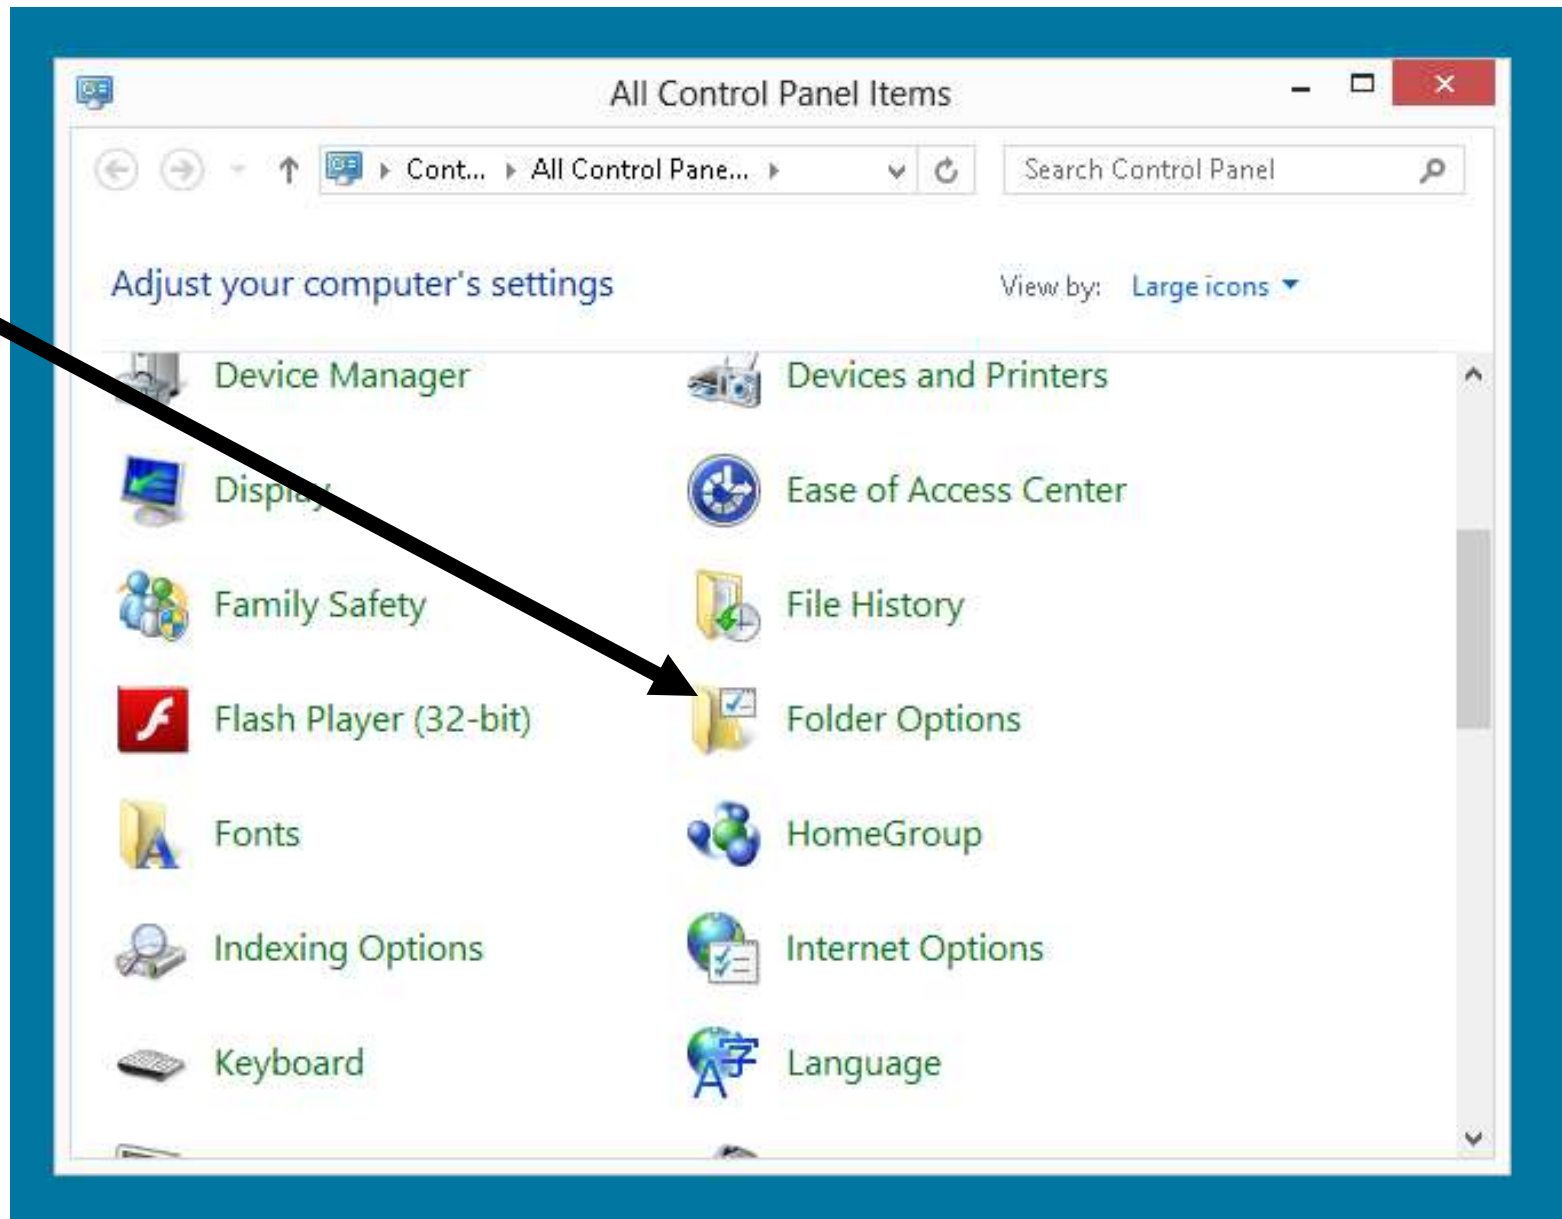 All Control Panel Items
Cont... All Control Pane...
Search Control Panel
Adjust your computer's settings
View by: Large icons
Device Manager
Devices and Printers
Display
Ease of Access Center
Family Safety
File History
Flash Player (32-bit)
Folder Options
Fonts
HomeGroup
Indexing Options
Internet Options
Keyboard
Language